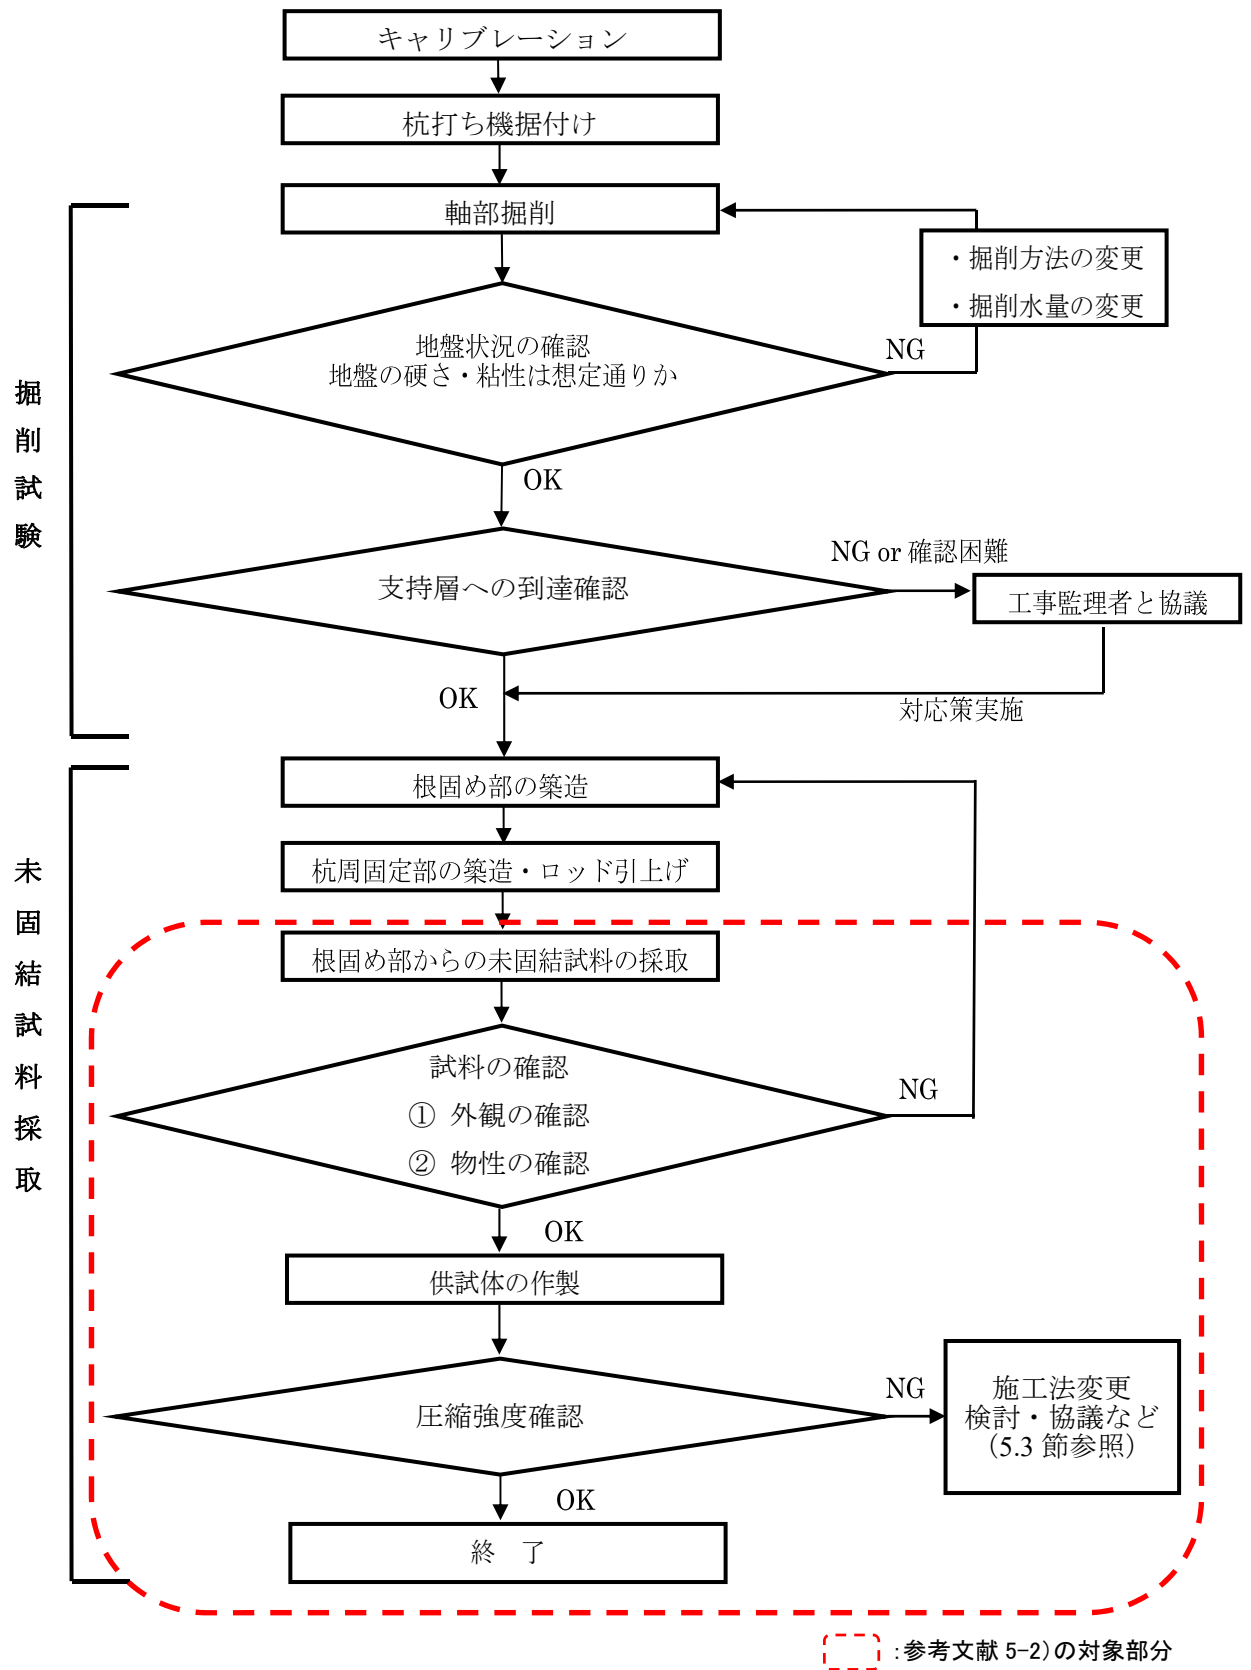 キャリブレーション
杭打ち機据付け
軸部掘削
・掘削方法の変更
・掘削水量の変更
地盤状況の確認
地盤の硬さ・粘性は想定通りか
NG
OK
掘削試験
支持層への到達確認
NG or 確認困難
工事監理者と協議
OK
対応策実施
根固め部の築造
杭周固定部の築造・ロッド引上げ
根固め部からの未固結試料の採取
未固結試料採取
試料の確認
① 外観の確認
② 物性の確認
NG
OK
供試体の作製
圧縮強度確認
NG
施工法変更
検討・協議など
（5.3 節参照）
OK
終 了
:参考文献 5-2)の対象部分